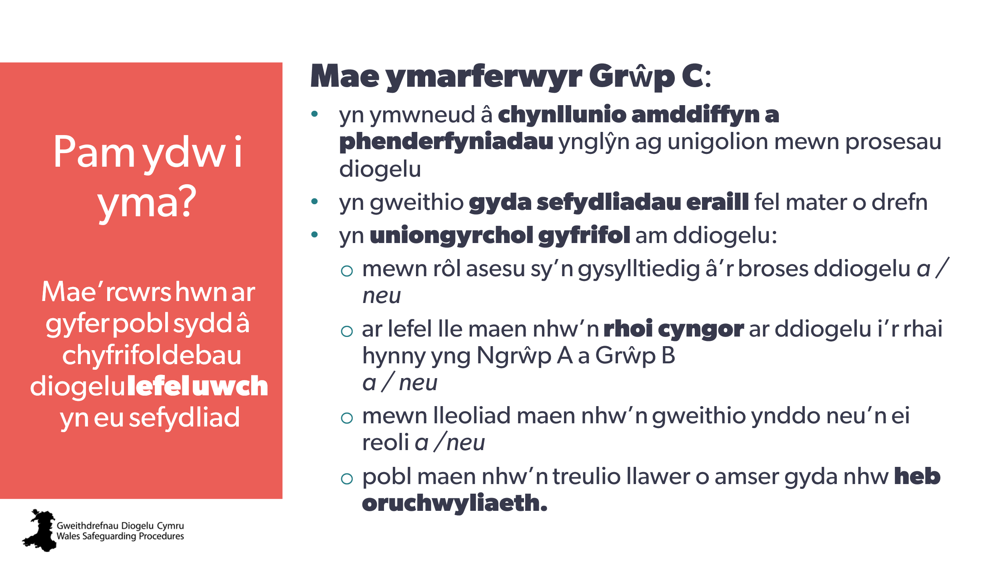 Pam ydw i
yma?
Mae’r cwrs hwn ar
gyfer pobl sydd â
chyfrifoldebau
diogelu lefel uwch
yn eu sefydliad
Mae ymarferwyr Grŵp C:
• yn ymwneud â chynllunio amddiffyn a
phenderfyniadau ynglŷn ag unigolion mewn prosesau
diogelu
• yn gweithio gyda sefydliadau eraill fel mater o drefn
• yn uniongyrchol gyfrifol am ddiogelu:
o mewn rôl asesu sy’n gysylltiedig â’r broses ddiogelu a /
neu
o ar lefel lle maen nhw’n rhoi cyngor ar ddiogelu i’r rhai
hynny yng Ngrŵp A a Grŵp B
a / neu
o mewn lleoliad maen nhw’n gweithio ynddo neu’n ei
reoli a /neu
o pobl maen nhw’n treulio llawer o amser gyda nhw heb
oruchwyliaeth.
Gweithdrefnau Diogelu Cymru
Wales Safeguarding Procedures